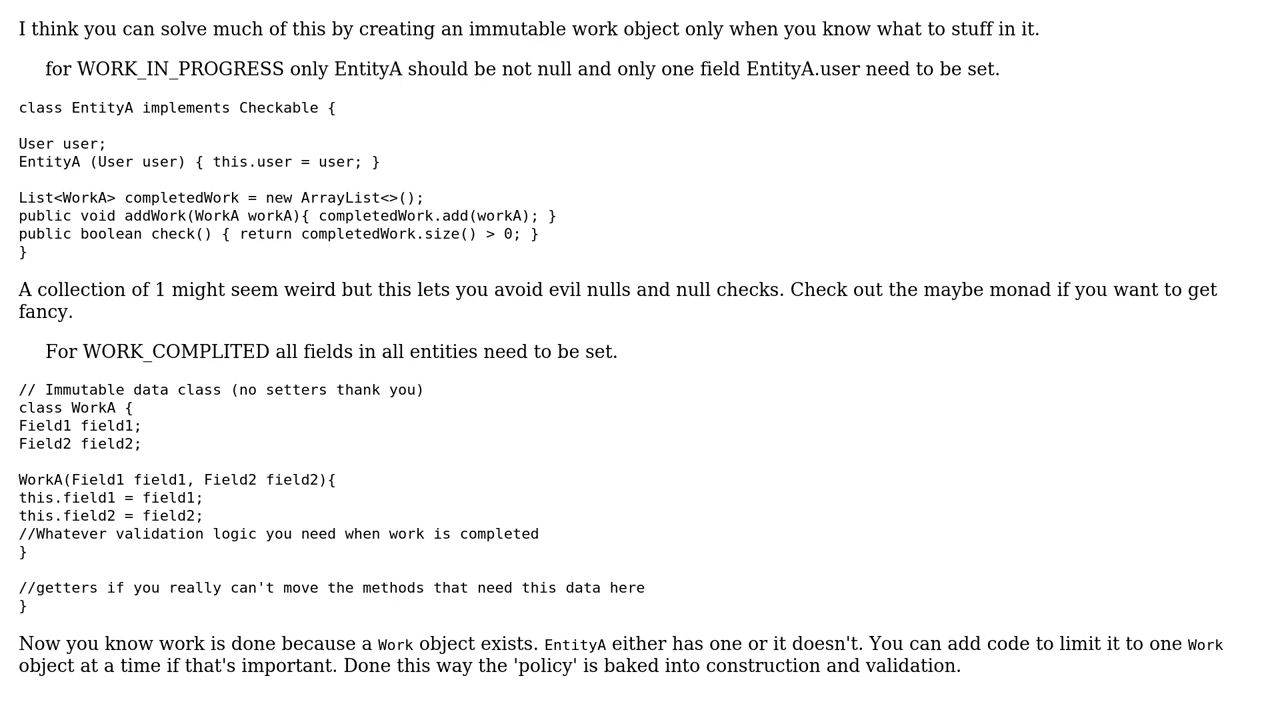 I think you can solve much of this by creating an immutable work object only when you know what to stuff in it.
for WORK_IN_PROGRESS only EntityA should be not null and only one field EntityA.user need to be set.
class EntityA implements Checkable {
User user;
EntityA (User user) { this.user = user; }
List<WorkA> completedWork = new ArrayList<>();
public void addWork(WorkA workA){ completedWork.add(workA); }
public boolean check() { return completedWork.size() > 0; }
}
A collection of 1 might seem weird but this lets you avoid evil nulls and null checks. Check out the maybe monad if you want to get
fancy.
For WORK_COMPLITED all fields in all entities need to be set.
// Immutable data class (no setters thank you)
class WorkA {
Field1 field1;
Field2 field2;
WorkA(Field1 field1, Field2 field2){
this.field1 = field1;
this.field2 = field2;
//Whatever validation logic you need when work is completed
}
//getters if you really can't move the methods that need this data here
}
Now you know work is done because a Work object exists. EntityA either has one or it doesn't. You can add code to limit it to one Work
object at a time if that's important. Done this way the 'policy' is baked into construction and validation.